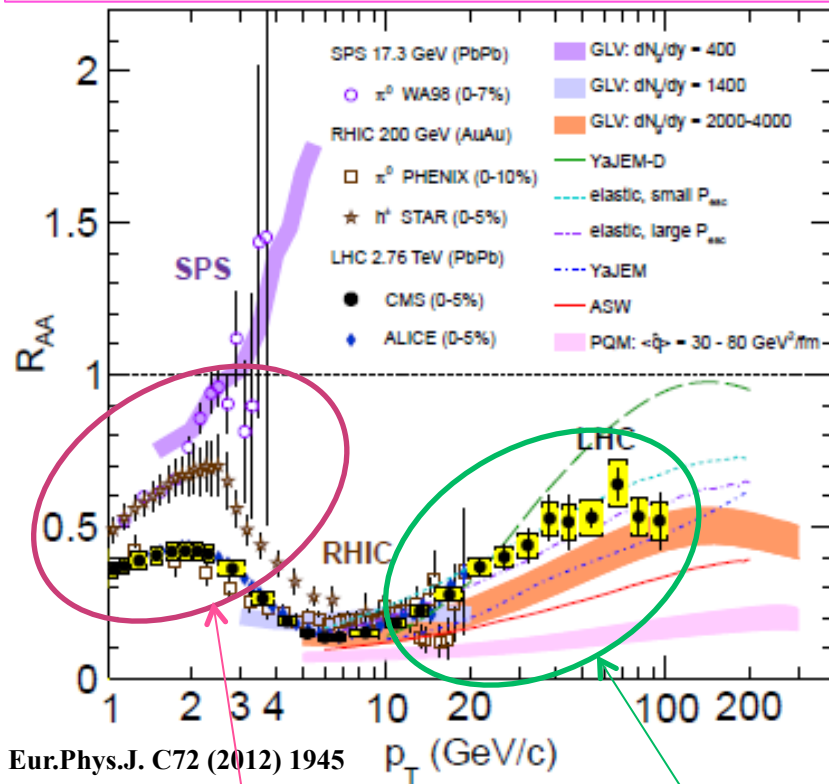 2
1.5
1
0.5
0
R_AA
SPS 17.3 GeV (PbPb)
π⁰ WA98 (0-7%)
RHIC 200 GeV (AuAu)
π⁰ PHENIX (0-10%)
h± STAR (0-5%)
LHC 2.76 TeV (PbPb)
CMS (0-5%)
ALICE (0-5%)
GLV: dN_g/dy = 400
GLV: dN_g/dy = 1400
GLV: dN_g/dy = 2000-4000
YaJEM-D
elastic, small P_esc
elastic, large P_esc
YaJEM
ASW
PQM: <q̂> = 30 - 80 GeV²/fm
SPS
LHC
RHIC
1 2 3 4 10 20 100 200
p_T (GeV/c)
Eur.Phys.J. C72 (2012) 1945